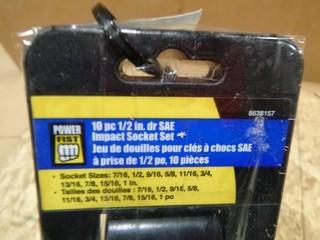 8638157
POWER
FIST
10 pc 1/2 in. dr SAE
Impact Socket Set
Jeu de douilles pour clés à chocs SAE
à prise de 1/2 po, 10 pièces
• Socket Sizes: 7/16, 1/2, 9/16, 5/8, 11/16, 3/4,
13/16, 7/8, 15/16, 1 in.
• Tailles des douilles : 7/16, 1/2, 9/16, 5/8,
11/16, 3/4, 13/16, 7/8, 15/16, 1 po